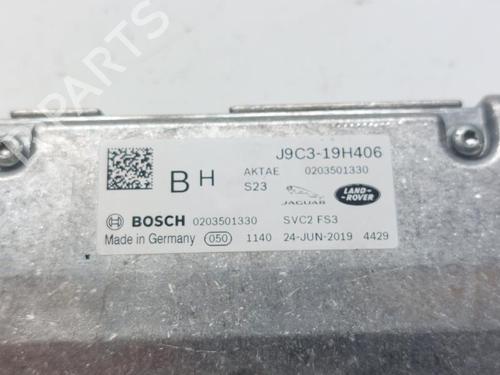 J9C3-19H406
B H
AKTAE 0203501330
S23
JAGUAR
LAND-ROVER
BOSCH 0203501330 SVC2 FS3
Made in Germany 050 1140 24-JUN-2019 4429
B PARTS